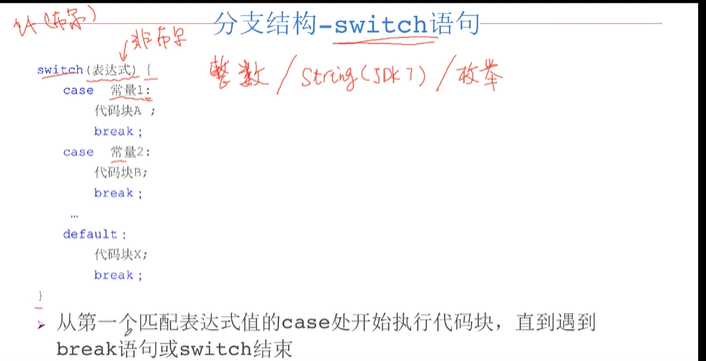 分支结构-switch语句
if(布尔)
非布尔
整数/String(JDK7)/枚举
switch(表达式) {
case 常量1:
代码块A ;
break;
case 常量2:
代码块B;
break;
…
default:
代码块X;
break;
}
从第一个匹配表达式值的case处开始执行代码块，直到遇到
break语句或switch结束